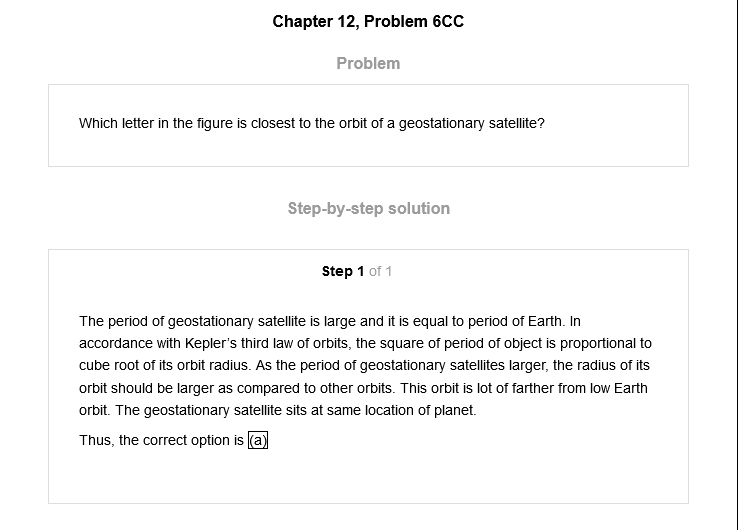 Chapter 12, Problem 6CC
Problem
Which letter in the figure is closest to the orbit of a geostationary satellite?
Step-by-step solution
Step 1 of 1
The period of geostationary satellite is large and it is equal to period of Earth. In
accordance with Kepler's third law of orbits, the square of period of object is proportional to
cube root of its orbit radius. As the period of geostationary satellites larger, the radius of its
orbit should be larger as compared to other orbits. This orbit is lot of farther from low Earth
orbit. The geostationary satellite sits at same location of planet.
Thus, the correct option is (a)